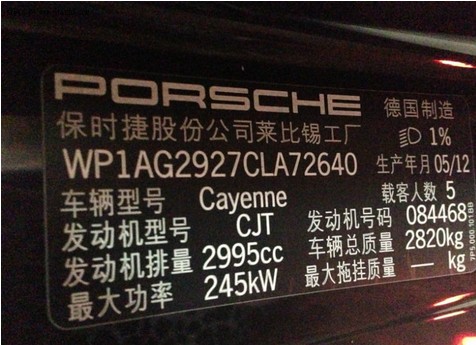 PORSCHE 德国制造
保时捷股份公司莱比锡工厂 1%
WP1AG2927CLA72640 生产年月 05/12
车辆型号 Cayenne 载客人数 5
发动机型号 CJT 发动机号码 084468
发动机排量 2995cc 车辆总质量 2820kg
最大功率 245kW 最大拖挂质量 — kg